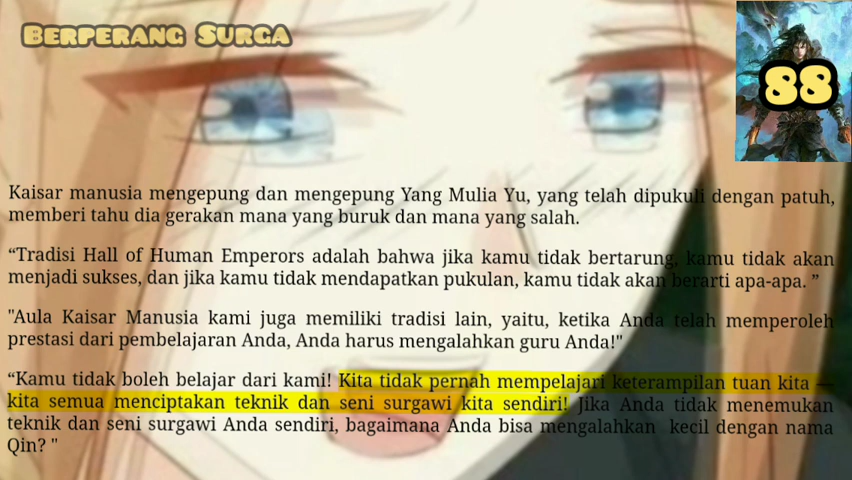 Berperang Surga
88
Kaisar manusia mengepung dan mengepung Yang Mulia Yu, yang telah dipukuli dengan patuh,
memberi tahu dia gerakan mana yang buruk dan mana yang salah.
“Tradisi Hall of Human Emperors adalah bahwa jika kamu tidak bertarung, kamu tidak akan
menjadi sukses, dan jika kamu tidak mendapatkan pukulan, kamu tidak akan berarti apa-apa. ”
"Aula Kaisar Manusia kami juga memiliki tradisi lain, yaitu, ketika Anda telah memperoleh
prestasi dari pembelajaran Anda, Anda harus mengalahkan guru Anda!"
“Kamu tidak boleh belajar dari kami! Kita tidak pernah mempelajari keterampilan tuan kita —
kita semua menciptakan teknik dan seni surgawi kita sendiri! Jika Anda tidak menemukan
teknik dan seni surgawi Anda sendiri, bagaimana Anda bisa mengalahkan kecil dengan nama
Qin? "